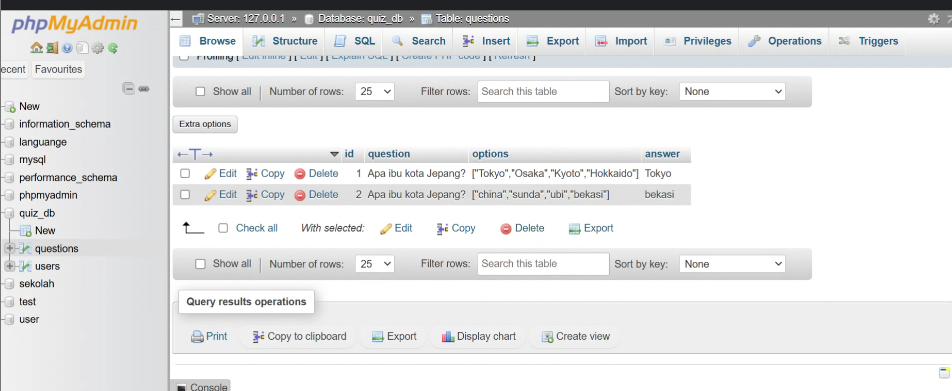 phpMyAdmin
ecent Favourites
New
information_schema
languange
mysql
performance_schema
phpmyadmin
quiz_db
New
questions
users
sekolah
test
user
Server: 127.0.0.1 » Database: quiz_db » Table: questions
Browse Structure SQL Search Insert Export Import Privileges Operations Triggers
Profiling [ Edit inline ] [ Edit ] [ Explain SQL ] [ Create PHP code ] [ Refresh ]
Show all Number of rows: 25 Filter rows: Search this table Sort by key: None
Extra options
id question options answer
Edit Copy Delete 1 Apa ibu kota Jepang? ["Tokyo","Osaka","Kyoto","Hokkaido"] Tokyo
Edit Copy Delete 2 Apa ibu kota Jepang? ["china","sunda","ubi","bekasi"] bekasi
Check all With selected: Edit Copy Delete Export
Show all Number of rows: 25 Filter rows: Search this table Sort by key: None
Query results operations
Print Copy to clipboard Export Display chart Create view
Console